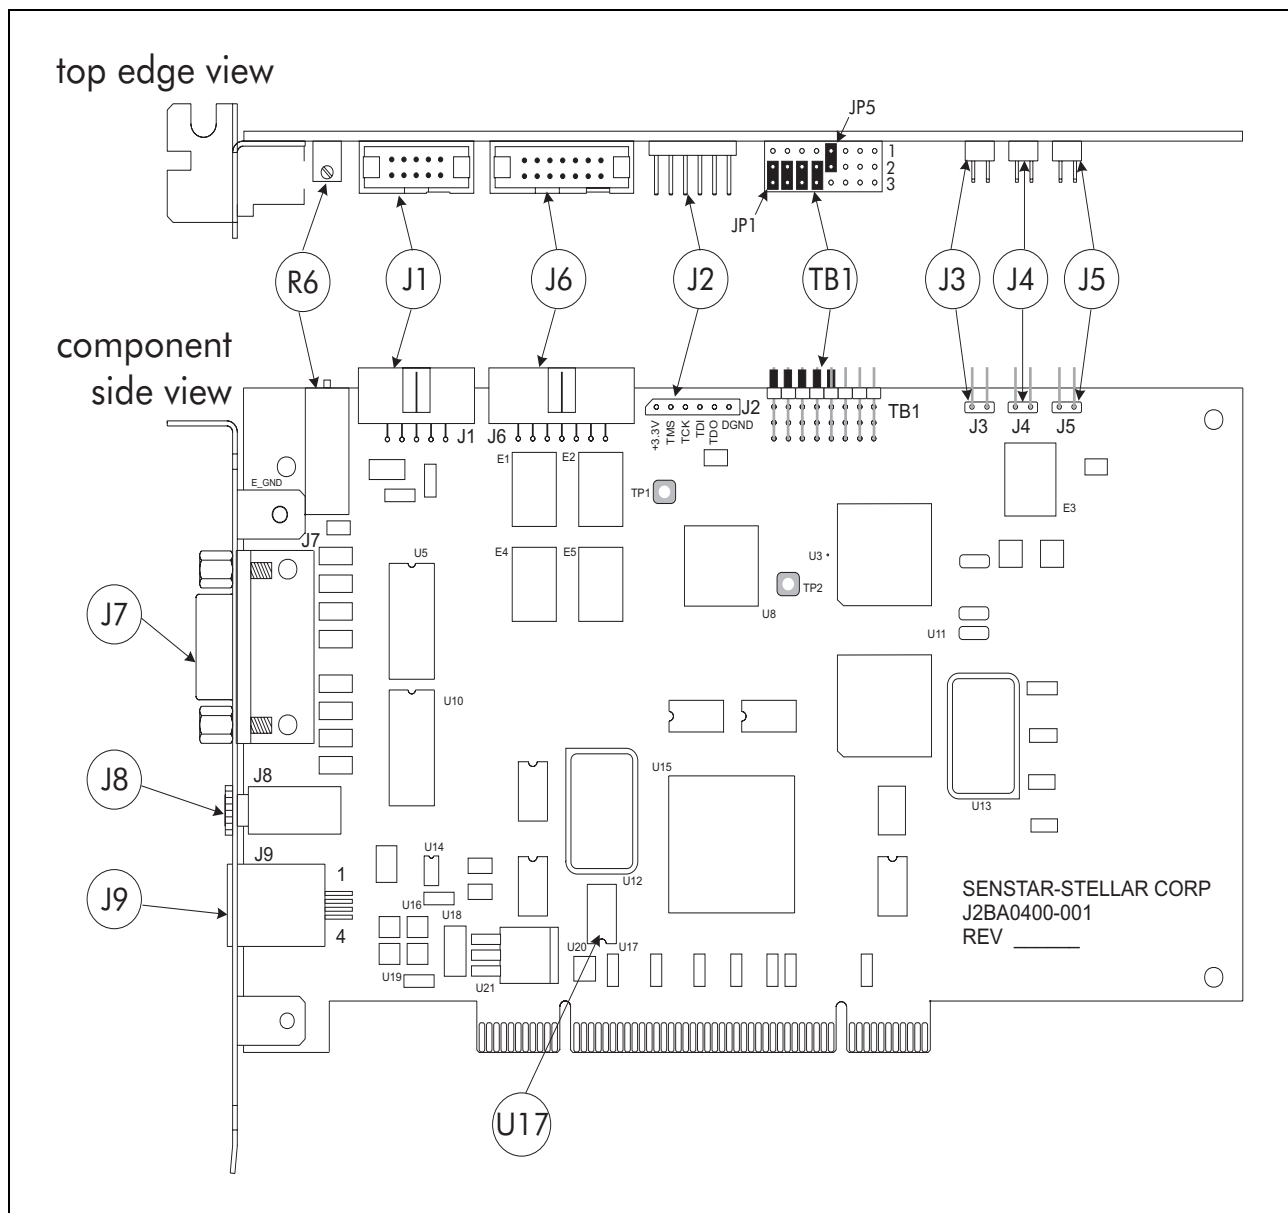 top edge view
JP5
1
2
3
JP1
R6
J1
J6
J2
TB1
J3
J4
J5
component
side view
J1
J6
J2
+3.3V
TMS
TCK
TDI
TDO
DGND
TB1
J3
J4
J5
E_GND
E1
E2
TP1
E3
J7
U5
E4
E5
U3
TP2
U8
U11
J7
U10
J8
J8
U15
U13
J9
J9
1
4
U14
U12
U16
U18
U20
U17
U19
U21
SENSTAR-STELLAR CORP
J2BA0400-001
REV ______
U17